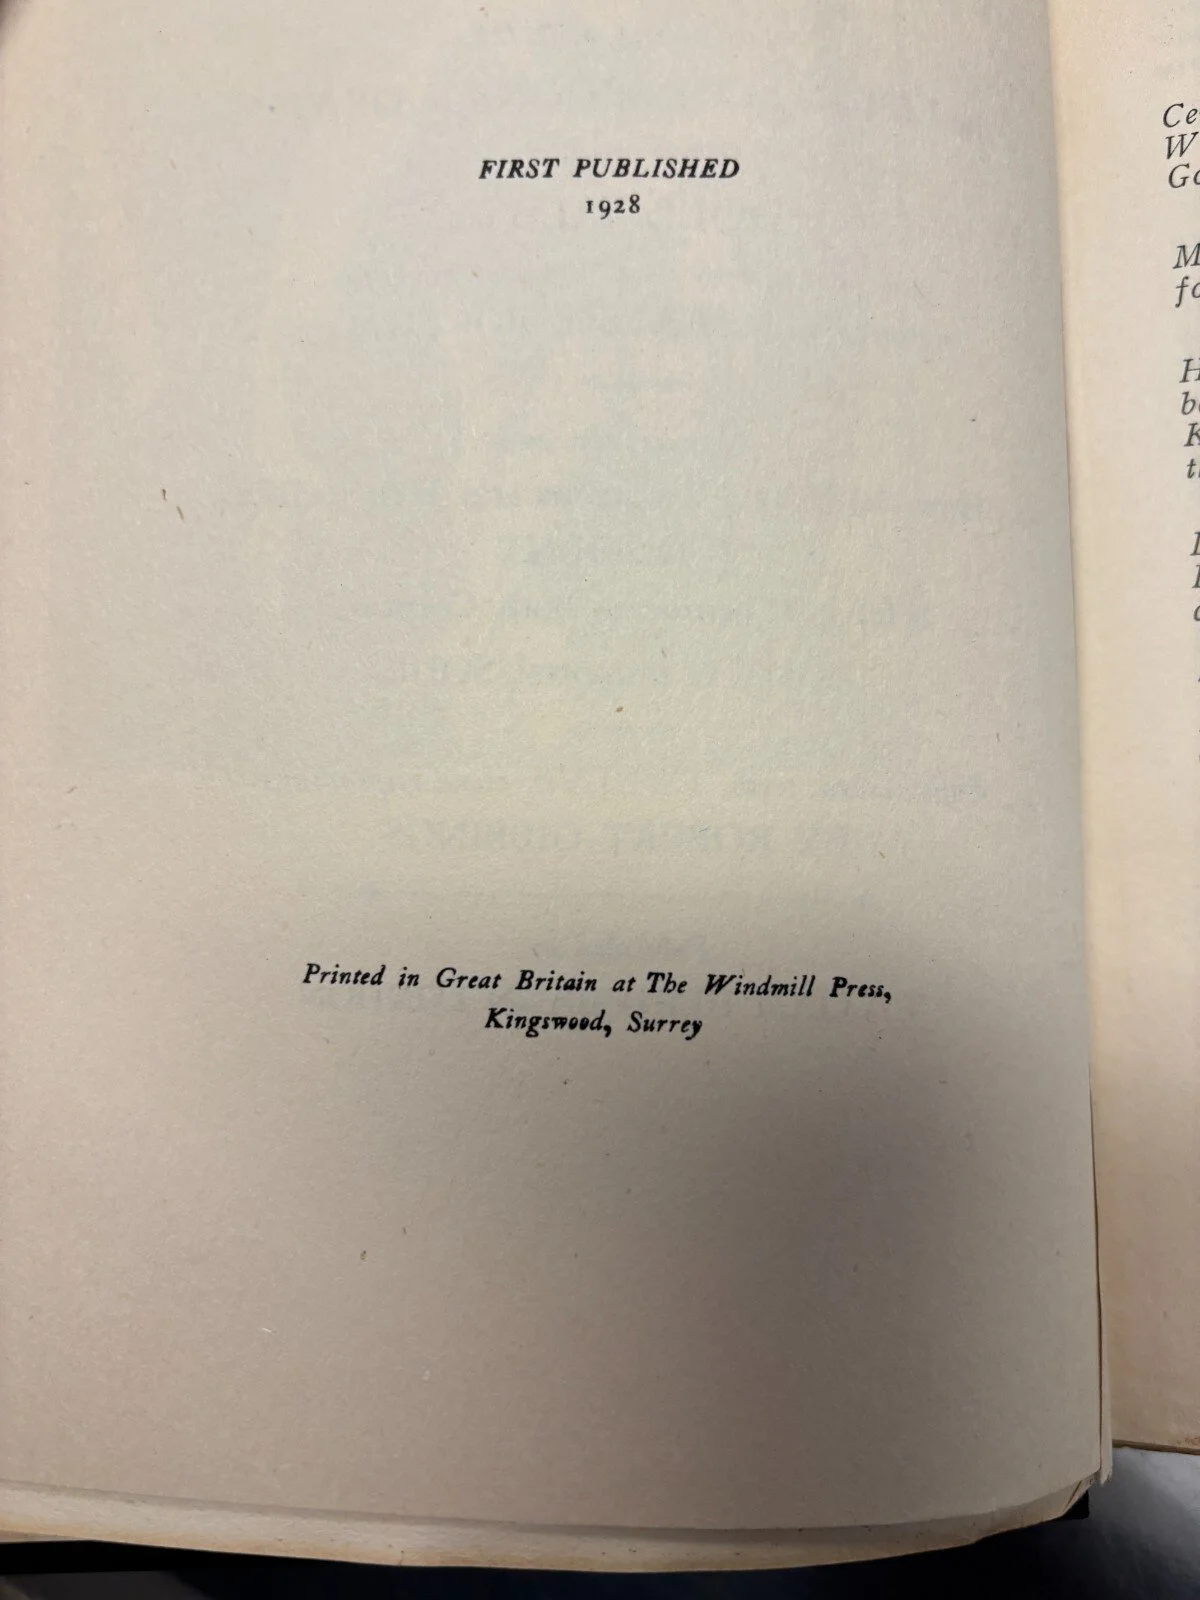 FIRST PUBLISHED
1928
Printed in Great Britain at The Windmill Press,
Kingswood, Surrey